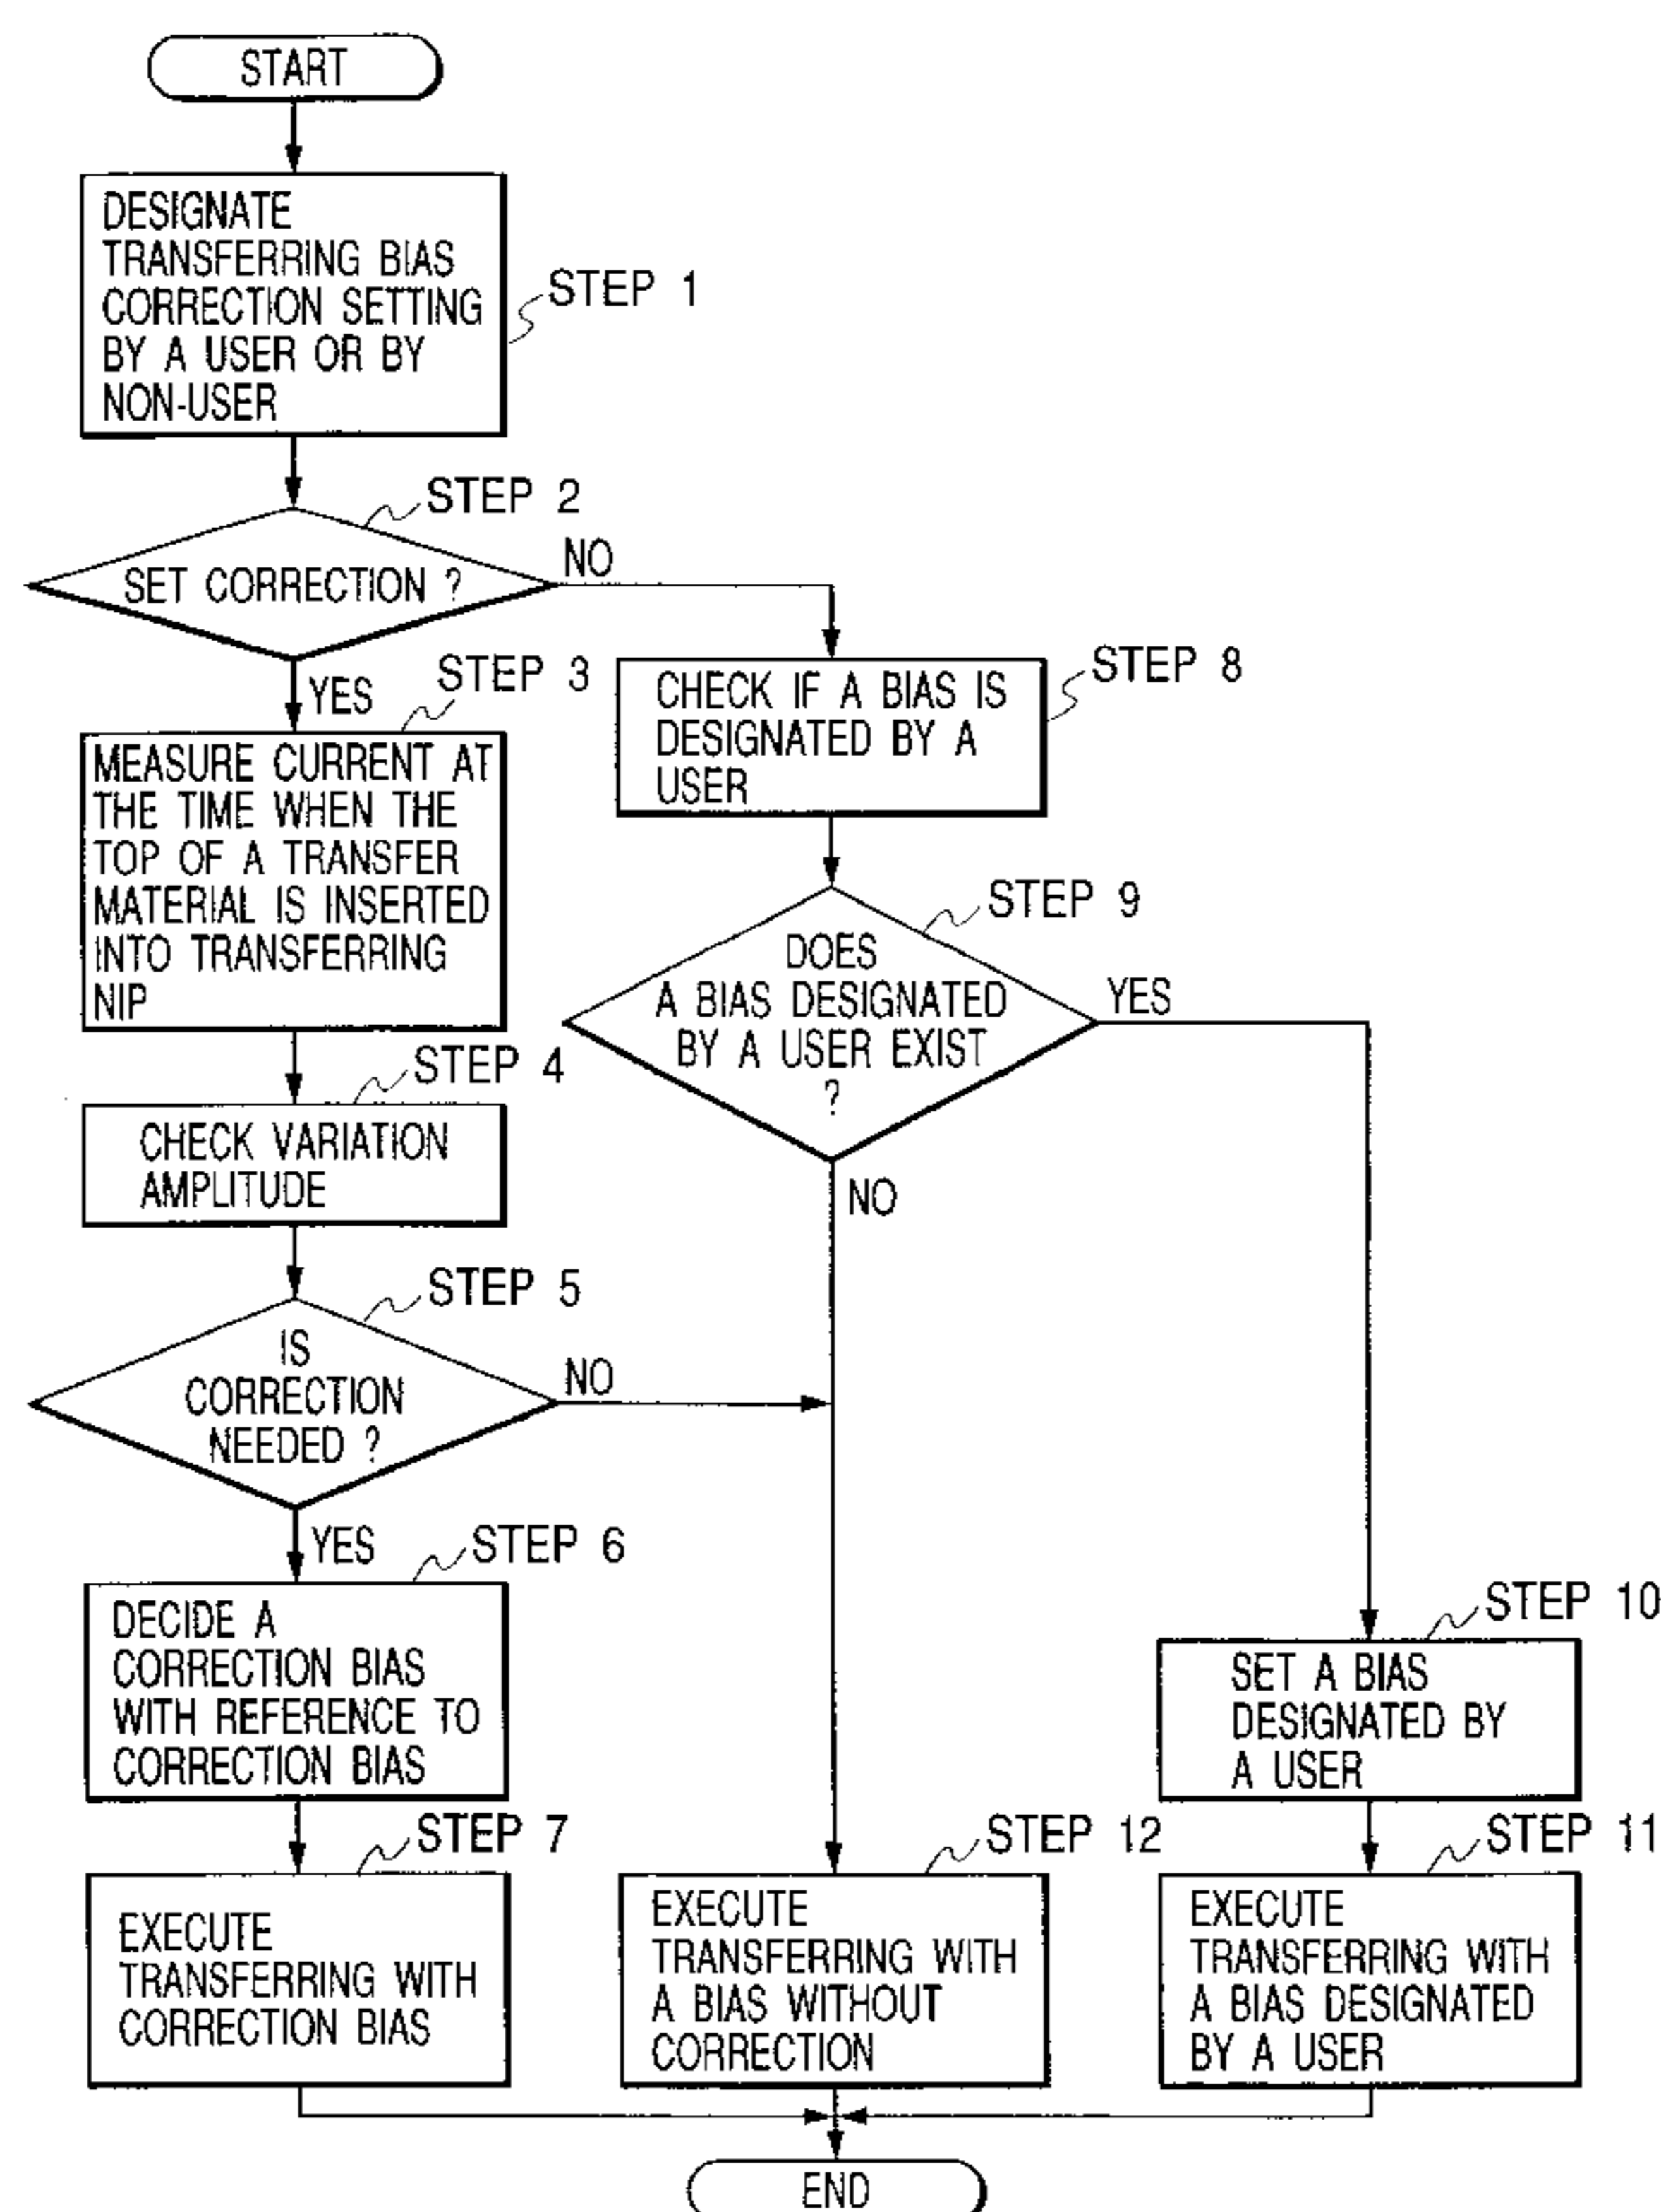 START
DESIGNATE
TRANSFERRING BIAS
CORRECTION SETTING
BY A USER OR BY
NON-USER
STEP 1
STEP 2
SET CORRECTION ?
NO
YES
STEP 3
MEASURE CURRENT AT
THE TIME WHEN THE
TOP OF A TRANSFER
MATERIAL IS INSERTED
INTO TRANSFERRING
NIP
STEP 4
CHECK VARIATION
AMPLITUDE
STEP 5
IS
CORRECTION
NEEDED ?
NO
YES
STEP 6
DECIDE A
CORRECTION BIAS
WITH REFERENCE TO
CORRECTION BIAS
STEP 7
EXECUTE
TRANSFERRING WITH
CORRECTION BIAS
STEP 8
CHECK IF A BIAS IS
DESIGNATED BY A
USER
STEP 9
DOES
A BIAS DESIGNATED
BY A USER EXIST
?
YES
NO
STEP 10
SET A BIAS
DESIGNATED BY
A USER
STEP 11
EXECUTE
TRANSFERRING WITH
A BIAS DESIGNATED
BY A USER
STEP 12
EXECUTE
TRANSFERRING WITH
A BIAS WITHOUT
CORRECTION
END